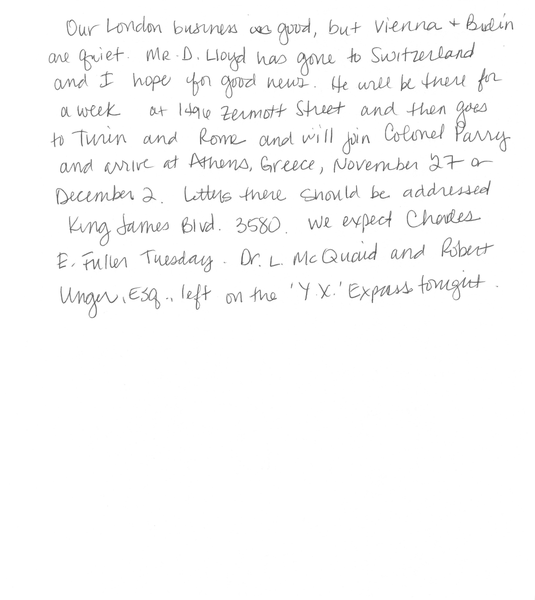 Our London business is good, but Vienna + Berlin
are quiet. Mr. D. Lloyd has gone to Switzerland
and I hope for good news. He will be there for
a week at 1496 Zermott Street and then goes
to Turin and Rome and will join Colonel Parry
and arrive at Athens, Greece, November 27 or
December 2. Letters there should be addressed
King James Blvd. 3580. We expect Charles
E. Fuller Tuesday. Dr. L. McQuaid and Robert
Unger, Esq., left on the 'Y.X.' Express tonight.